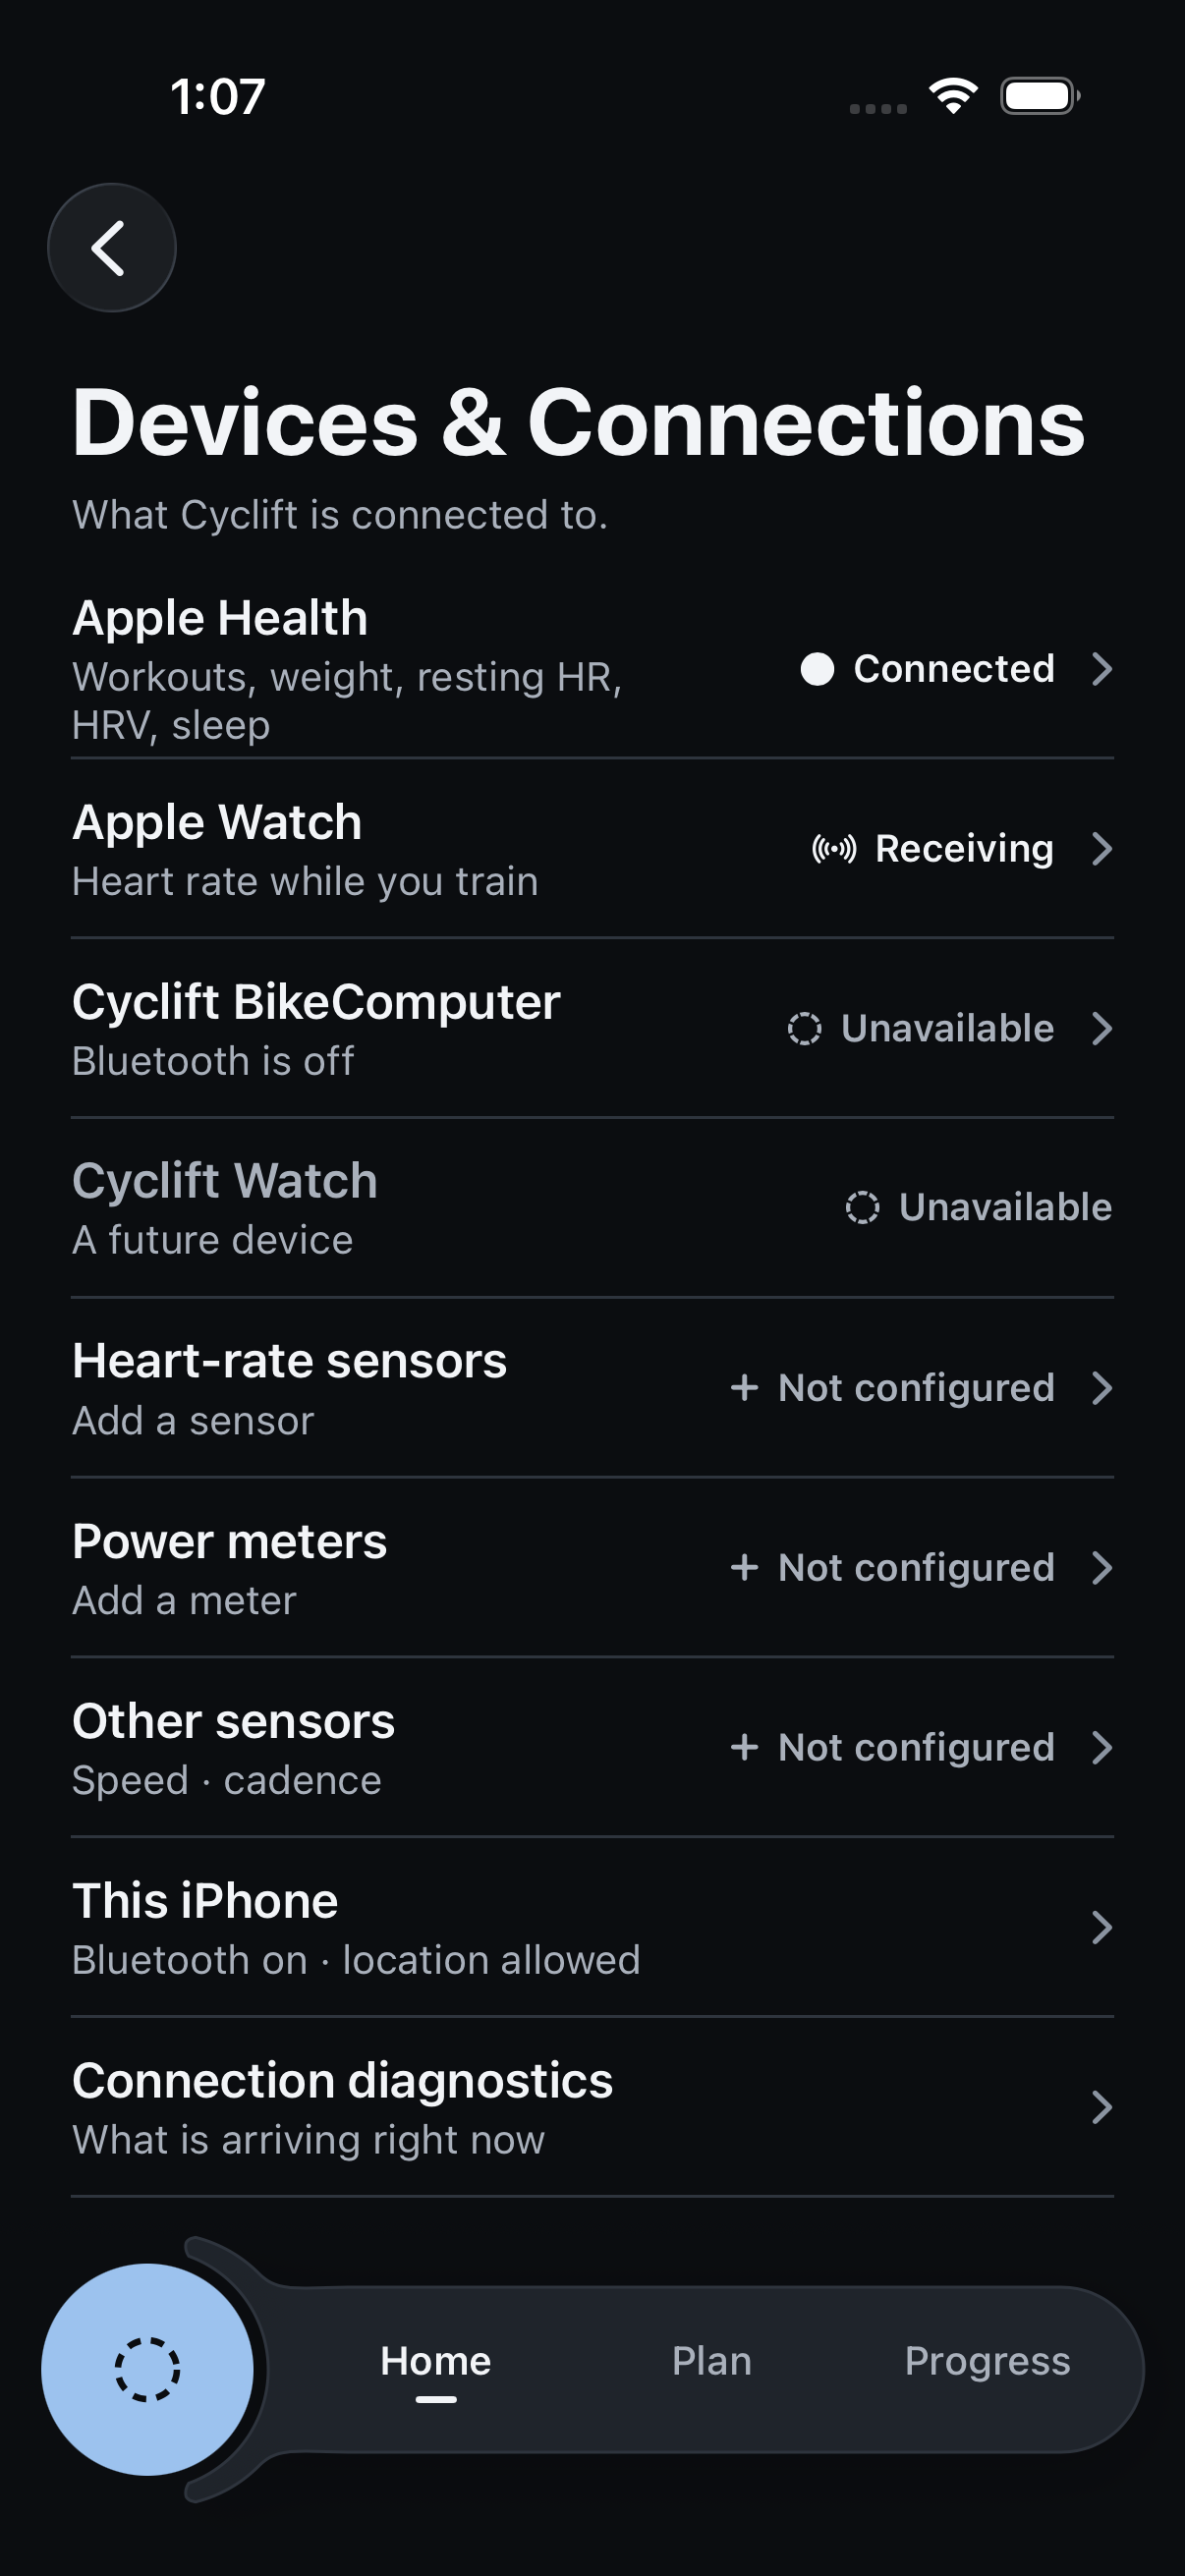 1:07
Devices & Connections
What Cyclift is connected to.
Apple Health
Workouts, weight, resting HR,
HRV, sleep
Connected
Apple Watch
Heart rate while you train
Receiving
Cyclift BikeComputer
Bluetooth is off
Unavailable
Cyclift Watch
A future device
Unavailable
Heart-rate sensors
Add a sensor
+ Not configured
Power meters
Add a meter
+ Not configured
Other sensors
Speed · cadence
+ Not configured
This iPhone
Bluetooth on · location allowed
Connection diagnostics
What is arriving right now
Home
Plan
Progress